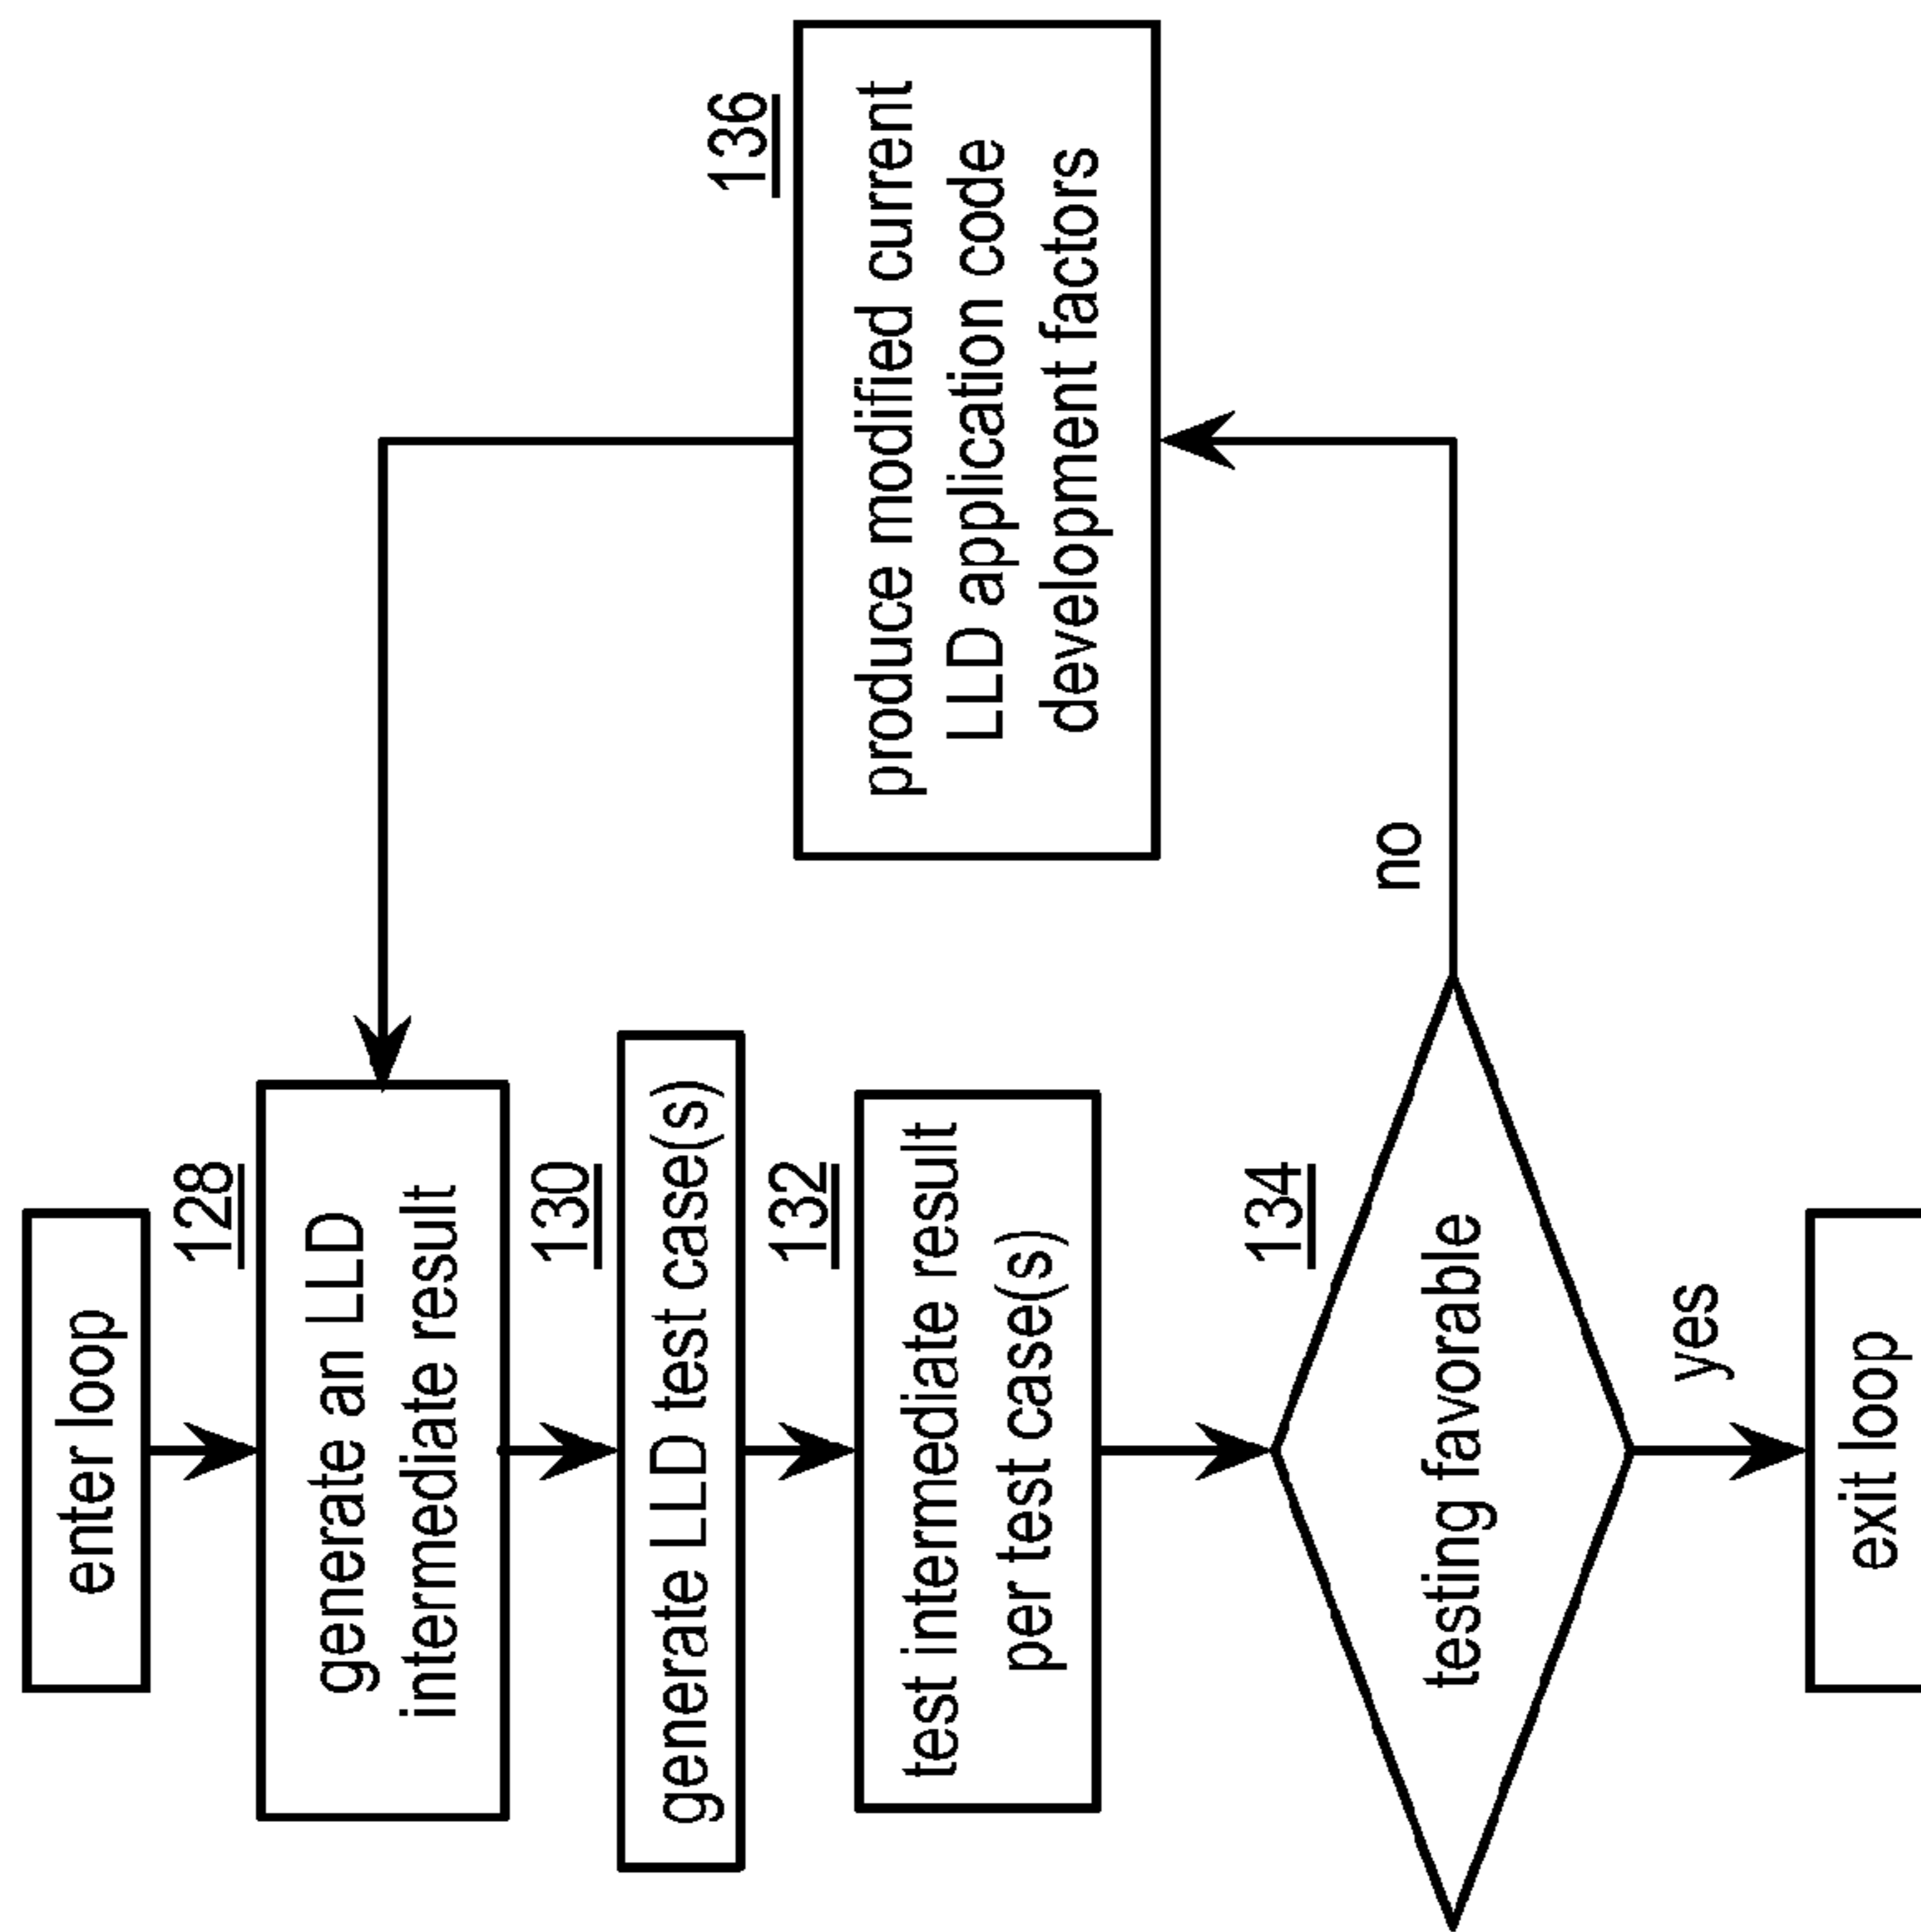 enter loop
128
generate an LLD
intermediate result
130
generate LLD test case(s)
132
test intermediate result
per test case(s)
134
testing favorable
no
yes
exit loop
136
produce modified current
LLD application code
development factors